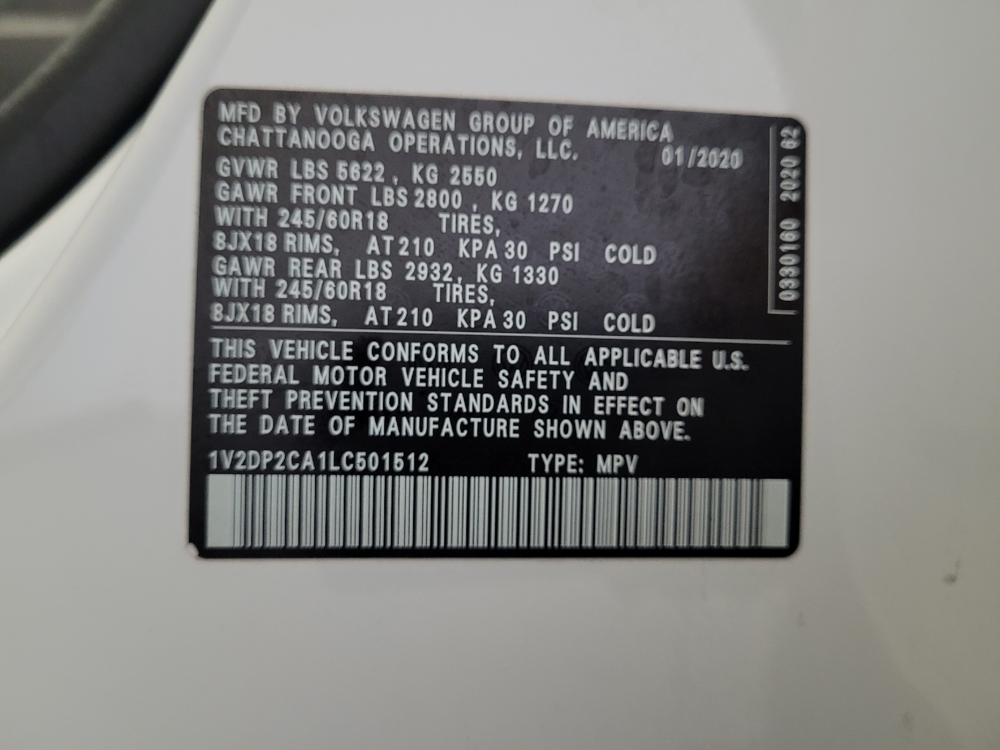 MFD BY VOLKSWAGEN GROUP OF AMERICA
CHATTANOOGA OPERATIONS, LLC. 01/2020
GVWR LBS 5622 , KG 2550
GAWR FRONT LBS 2800 , KG 1270
WITH 245/60R18 TIRES,
8JX18 RIMS, AT 210 KPA 30 PSI COLD
GAWR REAR LBS 2932, KG 1330
WITH 245/60R18 TIRES,
8JX18 RIMS, AT 210 KPA 30 PSI COLD
THIS VEHICLE CONFORMS TO ALL APPLICABLE U.S.
FEDERAL MOTOR VEHICLE SAFETY AND
THEFT PREVENTION STANDARDS IN EFFECT ON
THE DATE OF MANUFACTURE SHOWN ABOVE.
1V2DP2CA1LC501512 TYPE: MPV
0330160 2020 62